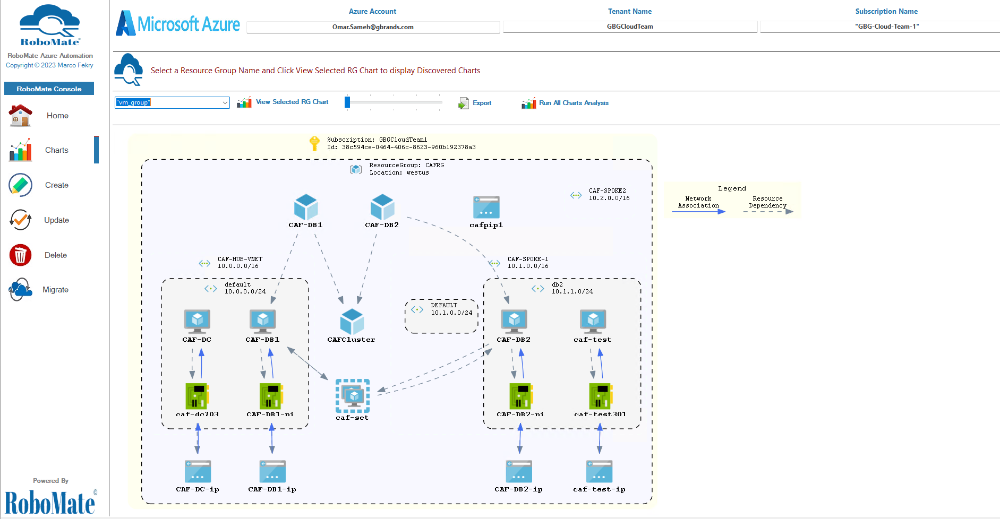 RoboMate©
RoboMate Azure Automation
Copyright © 2023 Marco Fekry
RoboMate Console
Home
Charts
Create
Update
Delete
Migrate
Powered By
RoboMate©
Microsoft Azure
Azure Account
Omar.Sameh@gbrands.com
Tenant Name
GBGCloudTeam
Subscription Name
"GBG-Cloud-Team-1"
Select a Resource Group Name and Click View Selected RG Chart to display Discovered Charts
"vm_group"
View Selected RG Chart
Export
Run All Charts Analysis
Subscription: GBGCloudTeam1
Id: 38c594ce-0464-406c-8623-960b192378a3
ResourceGroup: CAFRG
Location: westus
CAF-SPOKE2
10.2.0.0/16
CAF-DB1
CAF-DB2
cafpip1
CAF-HUB-VNET
10.0.0.0/16
CAF-SPOKE-1
10.1.0.0/16
default
10.0.0.0/24
db2
10.1.1.0/24
DEFAULT
10.1.0.0/24
CAF-DC
CAF-DB1
CAFCluster
CAF-DB2
caf-test
caf-dc703
CAF-DB1-ni
caf-set
CAF-DB2-ni
caf-test301
CAF-DC-ip
CAF-DB1-ip
CAF-DB2-ip
caf-test-ip
Legend
Network
Association
Resource
Dependency